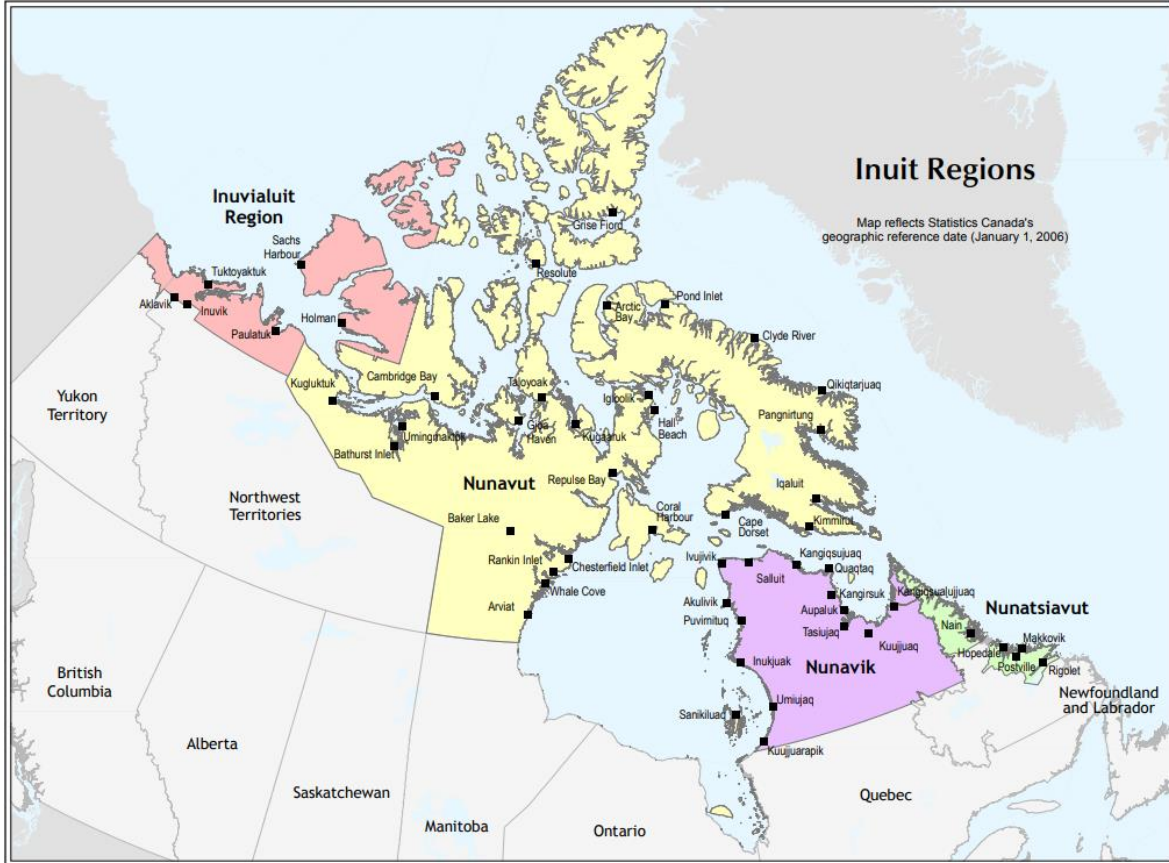 Inuit Regions
Map reflects Statistics Canada's
geographic reference date (January 1, 2006)
Inuvialuit
Region
Sachs
Harbour
Tuktoyaktuk
Aklavik
Inuvik
Paulatuk
Holman
Grise Fiord
Resolute
Arctic
Bay
Pond Inlet
Clyde River
Qikiqtarjuaq
Pangnirtung
Kugluktuk
Cambridge Bay
Taloyoak
Igloolik
Hall
Beach
Umingmaktok
Gjoa
Haven
Kugaaruk
Bathurst Inlet
Yukon
Territory
Nunavut
Repulse Bay
Iqaluit
Northwest
Territories
Baker Lake
Coral
Harbour
Cape
Dorset
Kimmirut
Rankin Inlet
Chesterfield Inlet
Whale Cove
Arviat
Ivujivik
Salluit
Kangiqsujuaq
Quaqtaq
Kangirsuk
Kangiqsualujjuaq
Akulivik
Aupaluk
Puvirnituq
Tasiujaq
Kuujjuaq
Nunatsiavut
Nain
Makkovik
Hopedale
Postville
Rigolet
Inukjuak
Nunavik
Umiujaq
Sanikiluaq
Kuujjuarapik
Newfoundland
and Labrador
British
Columbia
Alberta
Saskatchewan
Manitoba
Ontario
Quebec